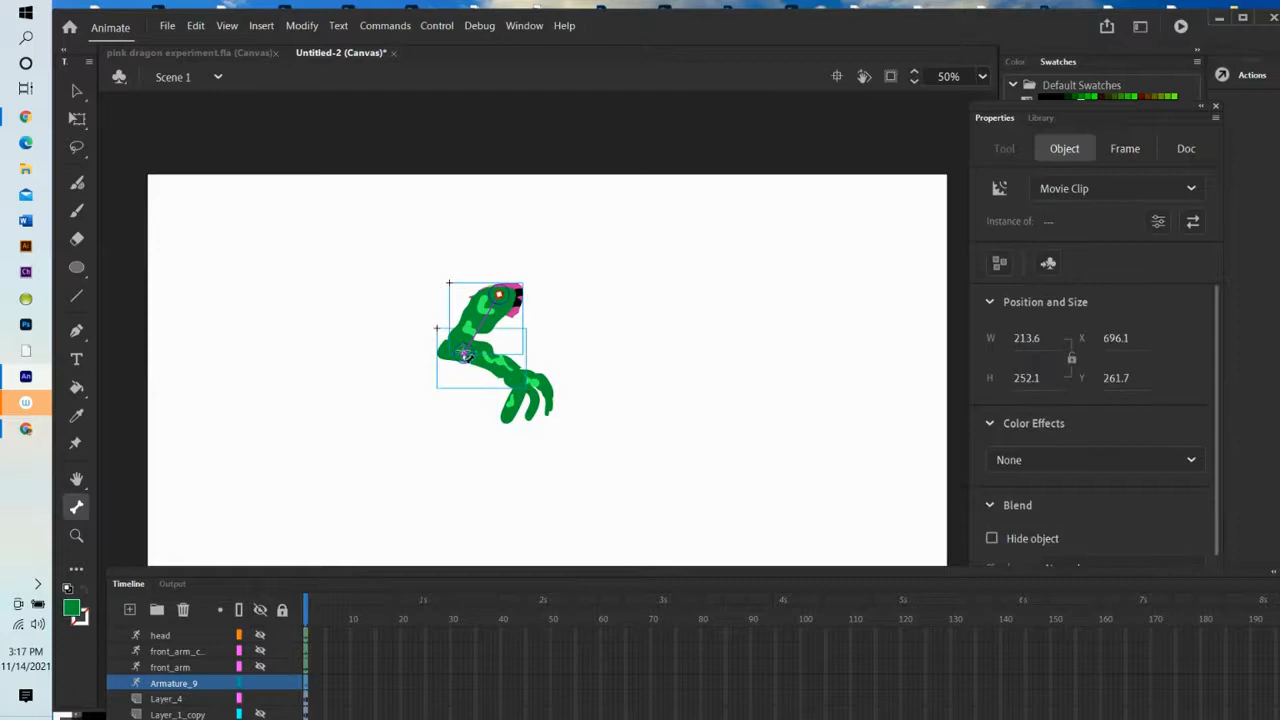 Animate File Edit View Insert Modify Text Commands Control Debug Window Help
pink dragon experiment.fla (Canvas) × Untitled-2 (Canvas)* ×
Scene 1 50%
Color Swatches
Default Swatches
Actions
Properties Library
Tool Object Frame Doc
Movie Clip
Instance of: ---
Position and Size
W 213.6 X 696.1
H 252.1 Y 261.7
Color Effects
None
Blend
Hide object
Timeline Output
1s 2s 3s 4s 5s 6s 7s 8s
10 20 30 40 50 60 70 80 90 100 110 120 130 140 150 160 170 180 190
head
front_arm_c...
front_arm
Armature_9
Layer_4
Layer_1_copy
3:17 PM
11/14/2021